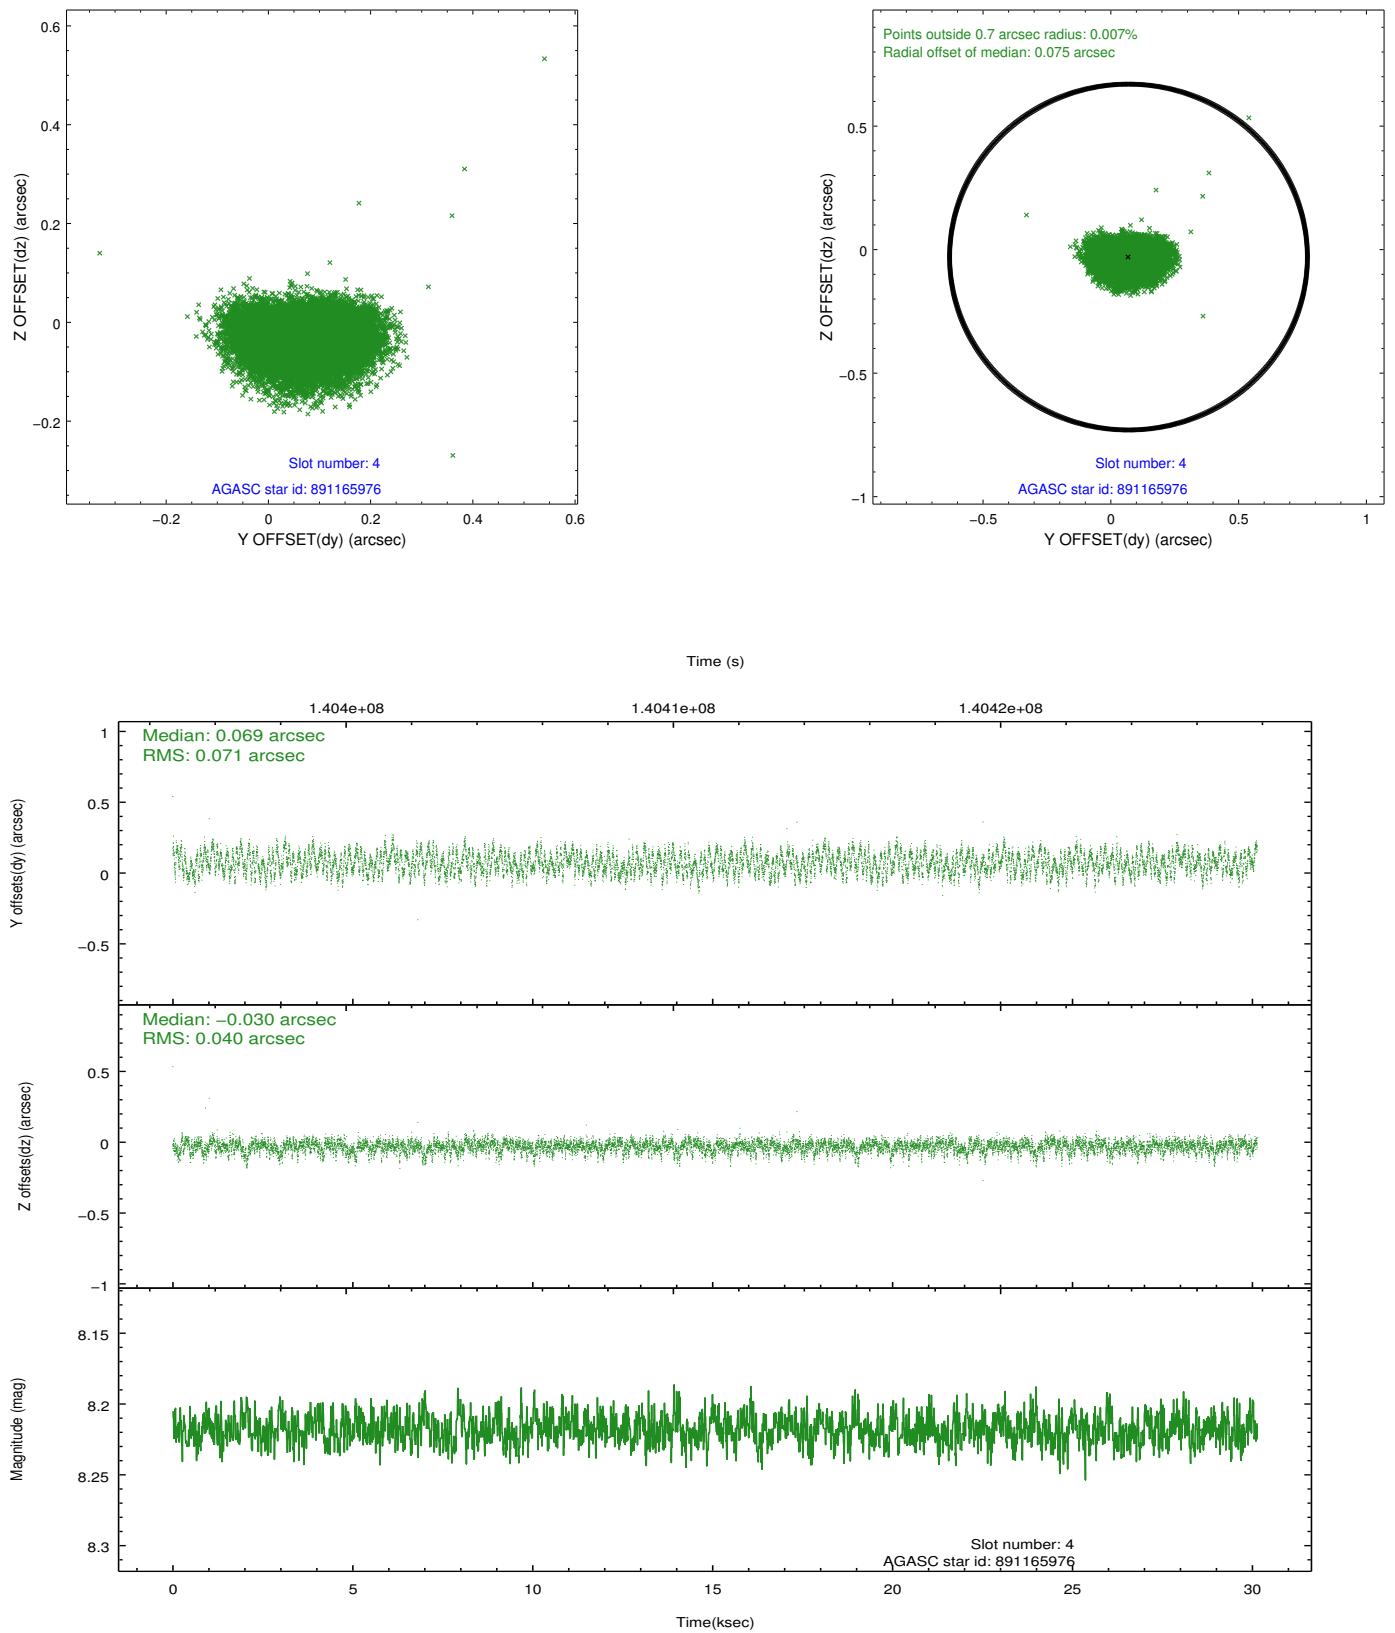 0.6
0.4
0.2
0
−0.2
Z OFFSET(dz) (arcsec)
Slot number: 4
AGASC star id: 891165976
−0.2 0 0.2 0.4 0.6
Y OFFSET(dy) (arcsec)
Points outside 0.7 arcsec radius: 0.007%
Radial offset of median: 0.075 arcsec
0.5
0
−0.5
−1
Z OFFSET(dz) (arcsec)
Slot number: 4
AGASC star id: 891165976
−0.5 0 0.5 1
Y OFFSET(dy) (arcsec)
Time (s)
1.404e+08 1.4041e+08 1.4042e+08
Median: 0.069 arcsec
RMS: 0.071 arcsec
1
0.5
0
−0.5
Y offsets(dy) (arcsec)
Median: −0.030 arcsec
RMS: 0.040 arcsec
0.5
0
−0.5
−1
Z offsets(dz) (arcsec)
8.15
8.2
8.25
8.3
Magnitude (mag)
Slot number: 4
AGASC star id: 891165976
0 5 10 15 20 25 30
Time(ksec)